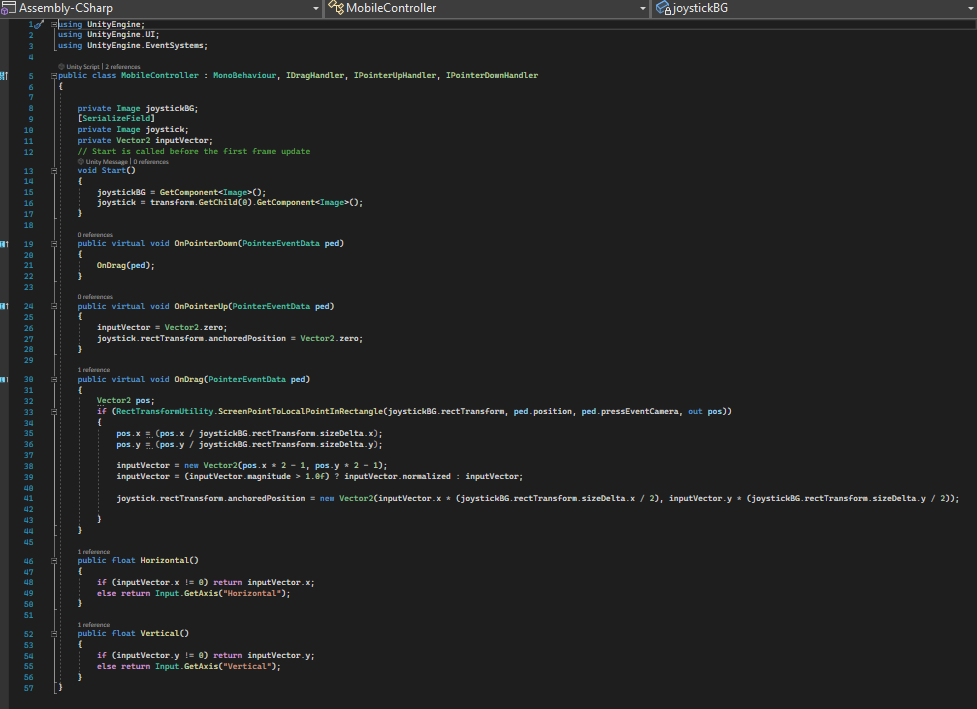 Assembly-CSharp MobileController joystickBG
1 using UnityEngine;
2 using UnityEngine.UI;
3 using UnityEngine.EventSystems;
4
Unity Script | 2 references
5 public class MobileController : MonoBehaviour, IDragHandler, IPointerUpHandler, IPointerDownHandler
6 {
7
8 private Image joystickBG;
9 [SerializeField]
10 private Image joystick;
11 private Vector2 inputVector;
12 // Start is called before the first frame update
Unity Message | 0 references
13 void Start()
14 {
15 joystickBG = GetComponent<Image>();
16 joystick = transform.GetChild(0).GetComponent<Image>();
17 }
18
0 references
19 public virtual void OnPointerDown(PointerEventData ped)
20 {
21 OnDrag(ped);
22 }
23
0 references
24 public virtual void OnPointerUp(PointerEventData ped)
25 {
26 inputVector = Vector2.zero;
27 joystick.rectTransform.anchoredPosition = Vector2.zero;
28 }
29
1 reference
30 public virtual void OnDrag(PointerEventData ped)
31 {
32 Vector2 pos;
33 if (RectTransformUtility.ScreenPointToLocalPointInRectangle(joystickBG.rectTransform, ped.position, ped.pressEventCamera, out pos))
34 {
35 pos.x = (pos.x / joystickBG.rectTransform.sizeDelta.x);
36 pos.y = (pos.y / joystickBG.rectTransform.sizeDelta.y);
37
38 inputVector = new Vector2(pos.x * 2 - 1, pos.y * 2 - 1);
39 inputVector = (inputVector.magnitude > 1.0f) ? inputVector.normalized : inputVector;
40
41 joystick.rectTransform.anchoredPosition = new Vector2(inputVector.x * (joystickBG.rectTransform.sizeDelta.x / 2), inputVector.y * (joystickBG.rectTransform.sizeDelta.y / 2));
42
43 }
44 }
45
1 reference
46 public float Horizontal()
47 {
48 if (inputVector.x != 0) return inputVector.x;
49 else return Input.GetAxis("Horizontal");
50 }
51
1 reference
52 public float Vertical()
53 {
54 if (inputVector.y != 0) return inputVector.y;
55 else return Input.GetAxis("Vertical");
56 }
57 }